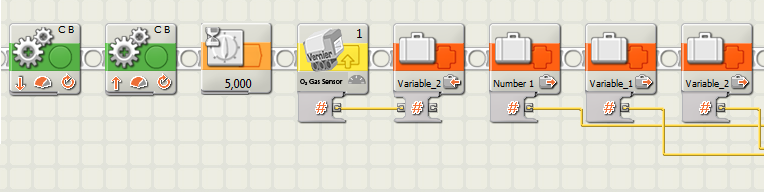 C B
C B
5,000
Vernier
1
O₂ Gas Sensor
Variable_2
Number 1
Variable_1
Variable_2
#
#
#
#
#